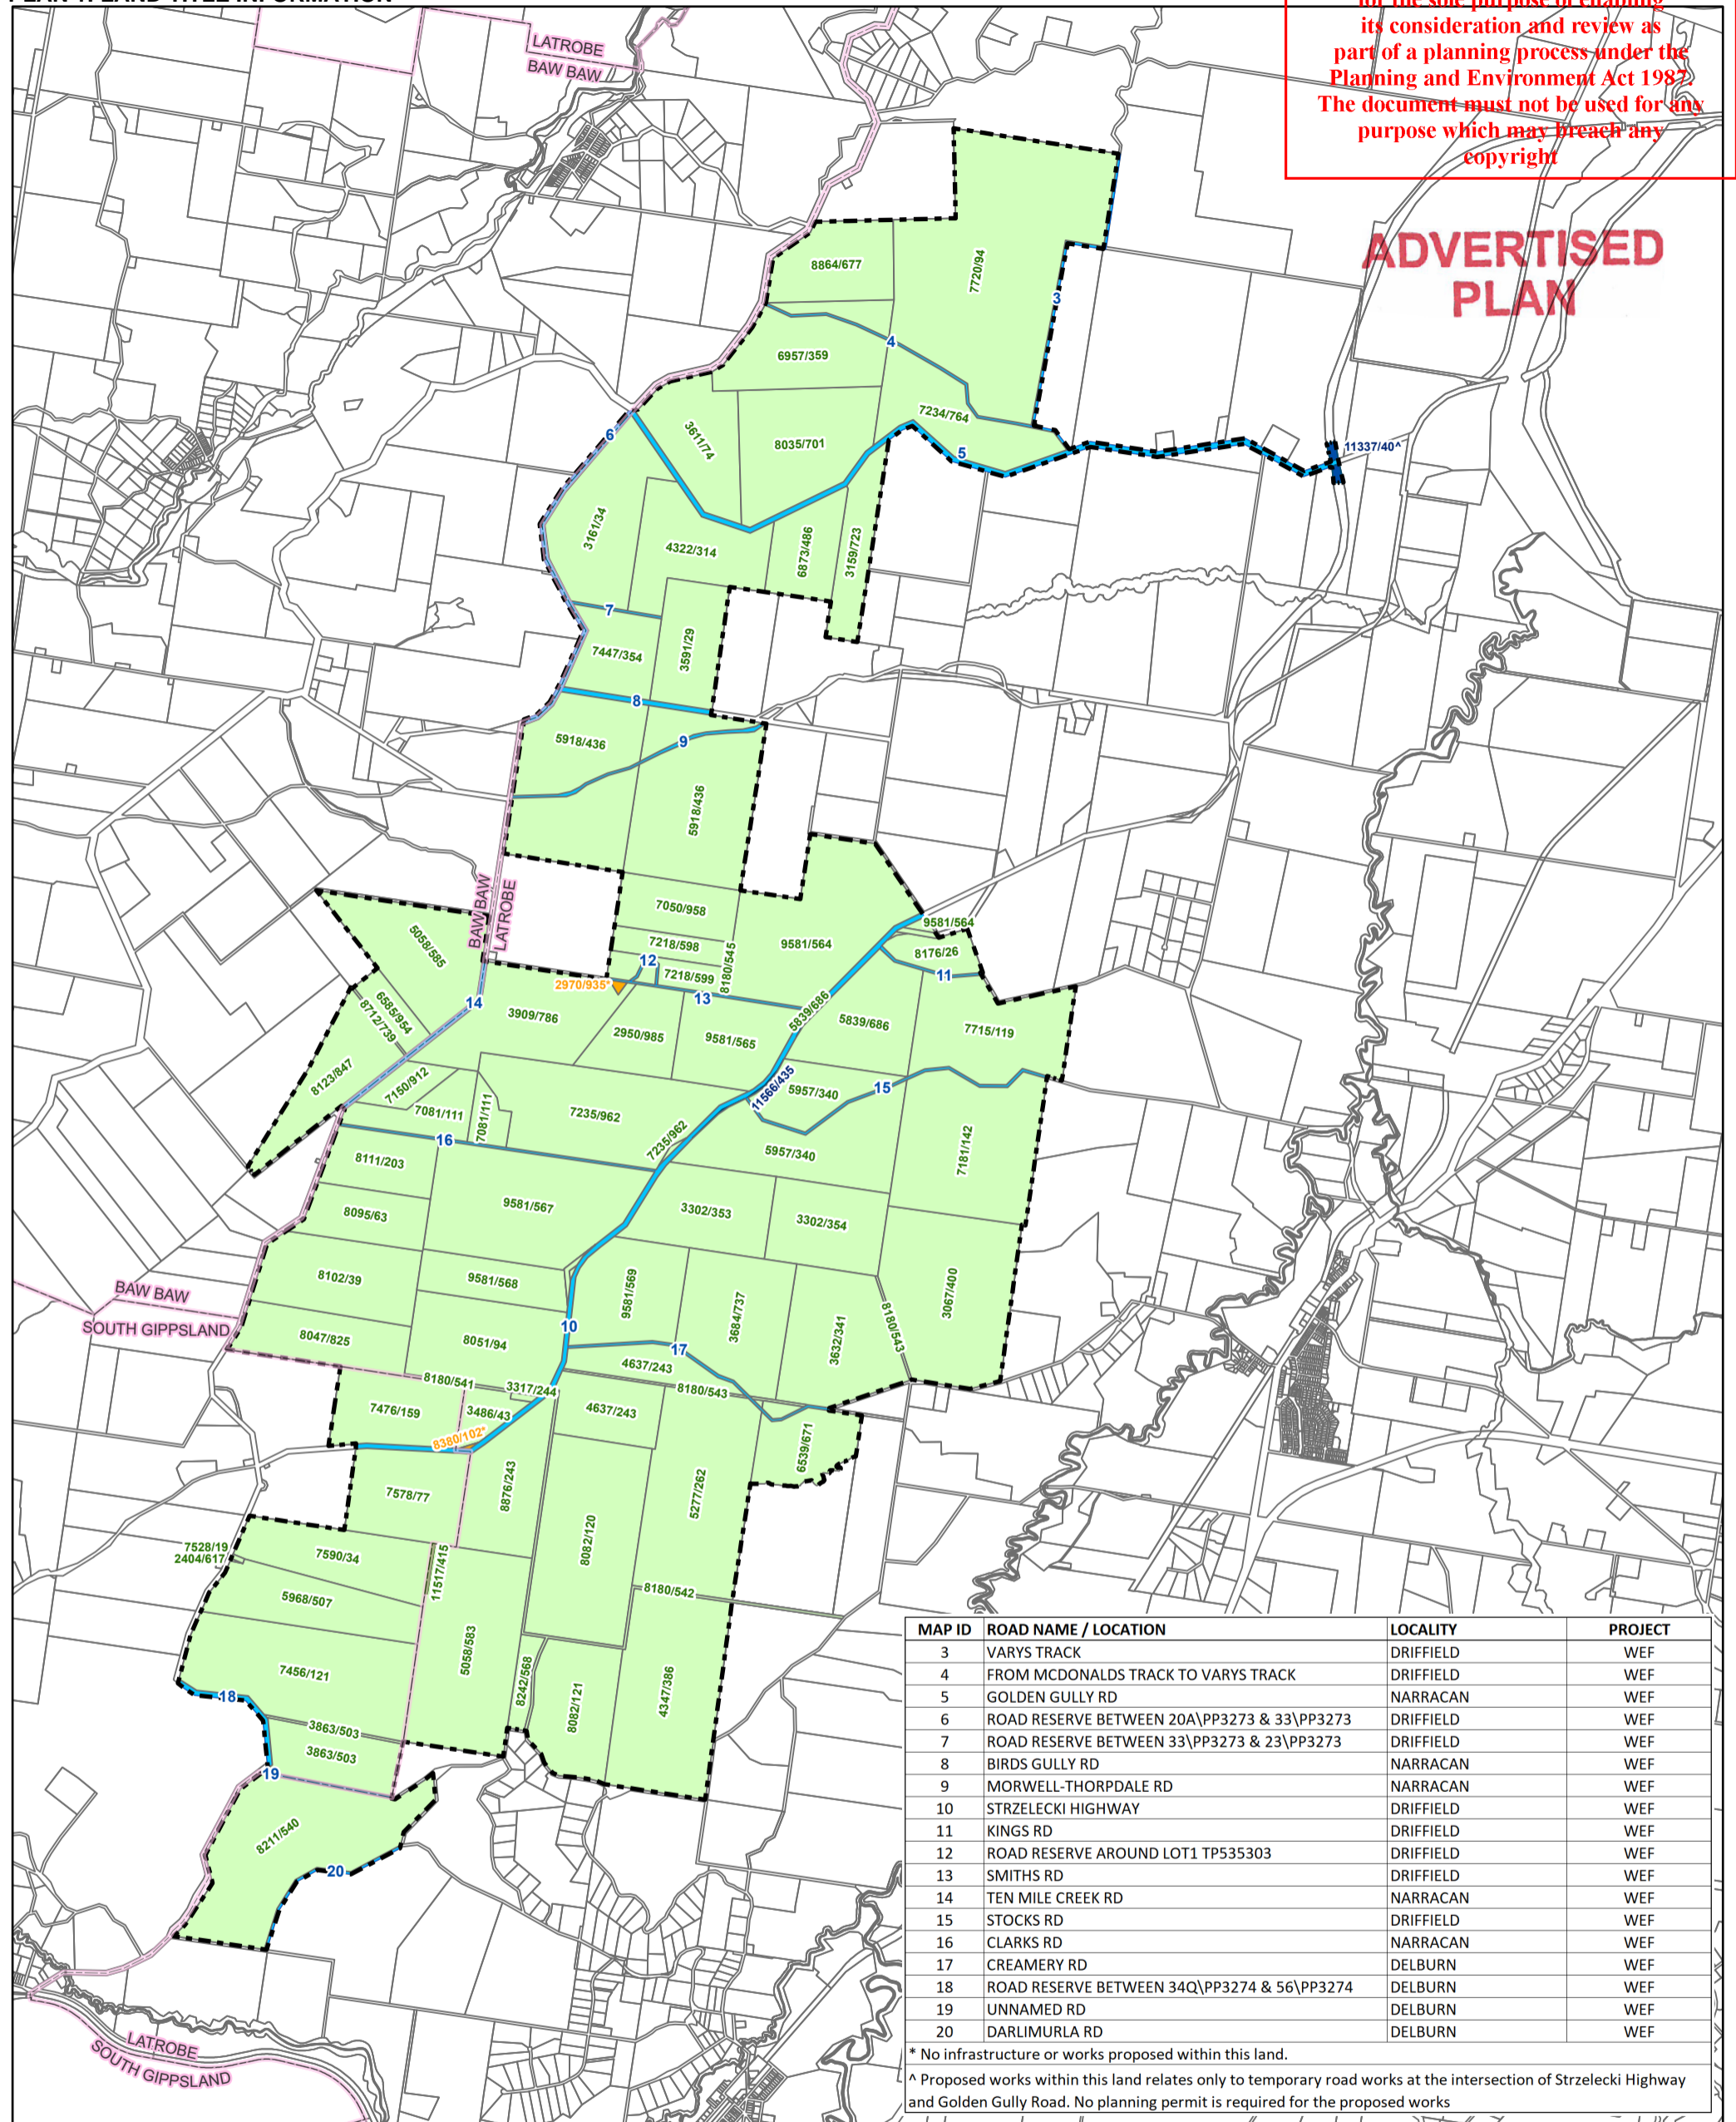 PLAN 1: LAND TITLE INFORMATION
for the sole purpose of enabling
its consideration and review as
part of a planning process under the
Planning and Environment Act 1987.
The document must not be used for any
purpose which may breach any
copyright
ADVERTISED
PLAN
LATROBE
BAW BAW
8864/677
7720/94
3
4
6957/359
7234/764
3611/74
8035/701
5
6
11337/40^
3161/34
4322/314
6873/486
3159/723
7
7447/354
3591/29
8
5918/436
9
5918/436
BAW BAW
LATROBE
7050/958
9581/564
5058/585
7218/598
8180/545
9581/564
8176/26
12
7218/599
11
2970/935*
13
14
6585/954
8712/739
3909/786
2950/985
9581/565
5839/686
5839/686
7715/119
8123/847
7150/912
11566/435
5957/340
15
7081/111
7081/111
7235/962
7235/962
16
5957/340
7181/142
8111/203
8095/63
9581/567
3302/353
3302/354
8102/39
9581/568
9581/569
3684/737
3632/341
8180/543
3067/400
BAW BAW
SOUTH GIPPSLAND
8047/825
8051/94
10
17
4637/243
8180/541
3317/244
8180/543
7476/159
3486/43
4637/243
8380/102*
6539/671
7578/77
8876/243
5277/262
8082/120
7528/19
2404/617
7590/34
11517/415
8180/542
5968/507
7456/121
5058/583
8242/568
8082/121
4347/386
18
3863/503
3863/503
19
8211/540
20
LATROBE
SOUTH GIPPSLAND
MAP ID ROAD NAME / LOCATION LOCALITY PROJECT
3 VARYS TRACK DRIFFIELD WEF
4 FROM MCDONALDS TRACK TO VARYS TRACK DRIFFIELD WEF
5 GOLDEN GULLY RD NARRACAN WEF
6 ROAD RESERVE BETWEEN 20A\PP3273 & 33\PP3273 DRIFFIELD WEF
7 ROAD RESERVE BETWEEN 33\PP3273 & 23\PP3273 DRIFFIELD WEF
8 BIRDS GULLY RD NARRACAN WEF
9 MORWELL-THORPDALE RD NARRACAN WEF
10 STRZELECKI HIGHWAY DRIFFIELD WEF
11 KINGS RD DRIFFIELD WEF
12 ROAD RESERVE AROUND LOT1 TP535303 DRIFFIELD WEF
13 SMITHS RD DRIFFIELD WEF
14 TEN MILE CREEK RD NARRACAN WEF
15 STOCKS RD DRIFFIELD WEF
16 CLARKS RD NARRACAN WEF
17 CREAMERY RD DELBURN WEF
18 ROAD RESERVE BETWEEN 34Q\PP3274 & 56\PP3274 DELBURN WEF
19 UNNAMED RD DELBURN WEF
20 DARLIMURLA RD DELBURN WEF
* No infrastructure or works proposed within this land.
^ Proposed works within this land relates only to temporary road works at the intersection of Strzelecki Highway
and Golden Gully Road. No planning permit is required for the proposed works